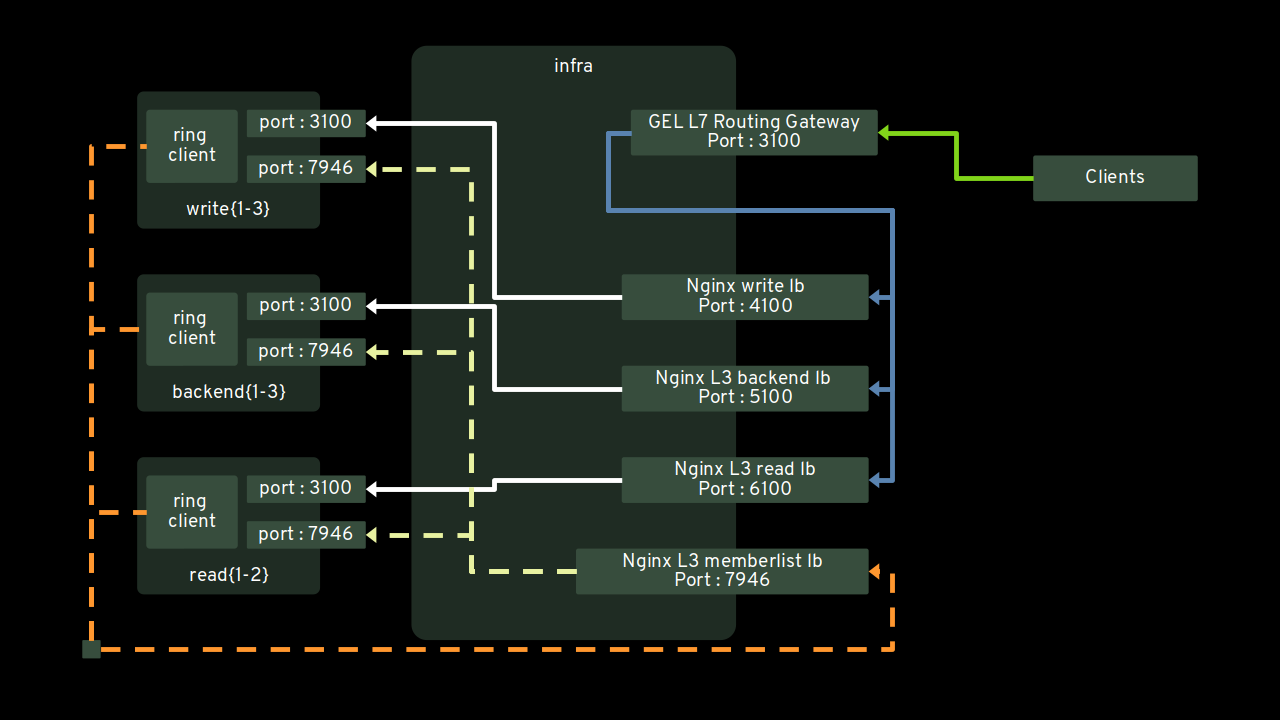 infra
ring
client
port : 3100
port : 7946
write{1-3}
GEL L7 Routing Gateway
Port : 3100
Clients
ring
client
port : 3100
port : 7946
backend{1-3}
Nginx write lb
Port : 4100
Nginx L3 backend lb
Port : 5100
ring
client
port : 3100
port : 7946
read{1-2}
Nginx L3 read lb
Port : 6100
Nginx L3 memberlist lb
Port : 7946